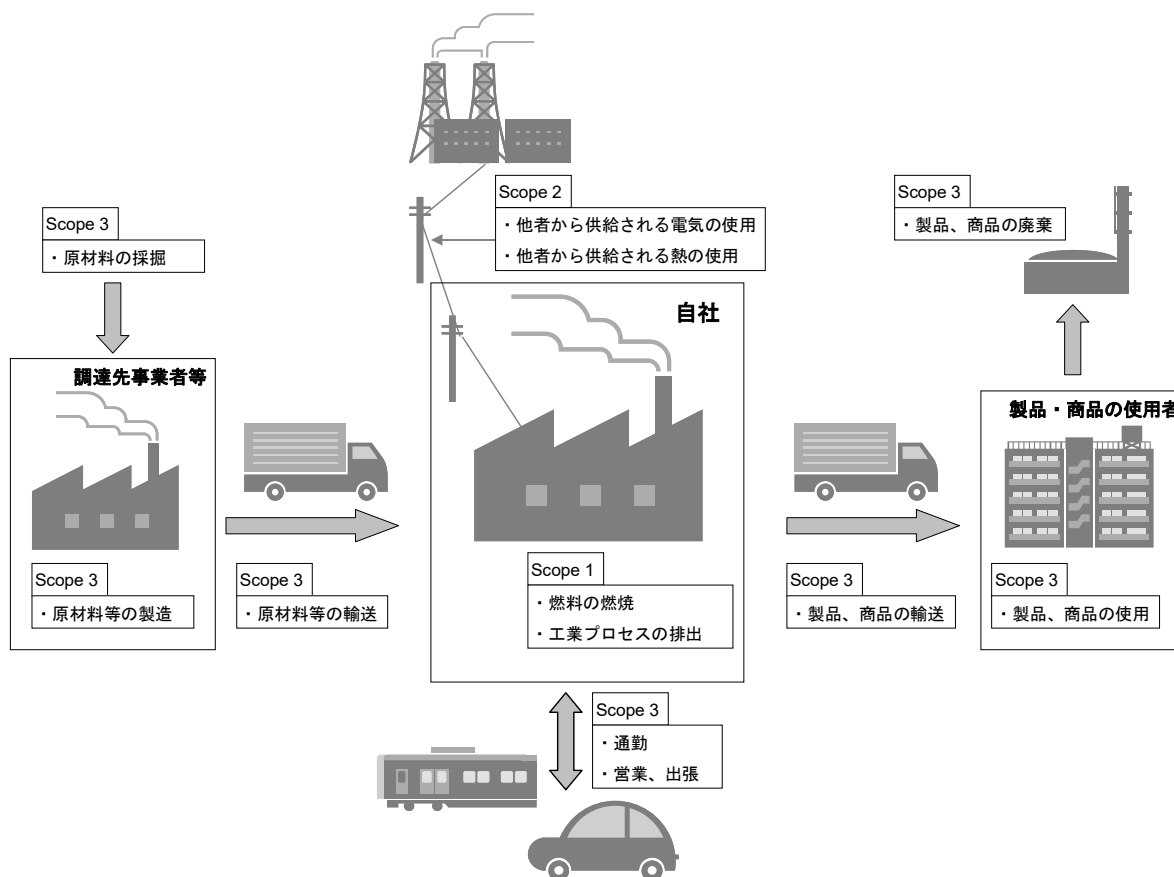 Scope 2
・他者から供給される電気の使用
・他者から供給される熱の使用
Scope 3
・製品、商品の廃棄
Scope 3
・原材料の採掘
自社
調達先事業者等
製品・商品の使用者
Scope 3
・原材料等の製造
Scope 3
・原材料等の輸送
Scope 1
・燃料の燃焼
・工業プロセスの排出
Scope 3
・製品、商品の輸送
Scope 3
・製品、商品の使用
Scope 3
・通勤
・営業、出張